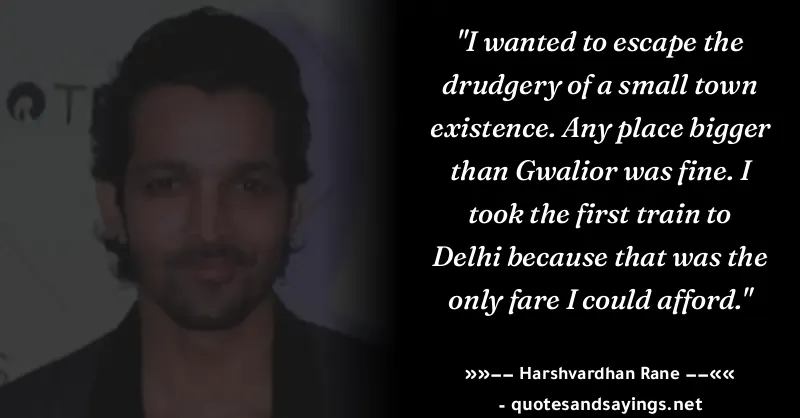 "I wanted to escape the
drudgery of a small town
existence. Any place bigger
than Gwalior was fine. I
took the first train to
Delhi because that was the
only fare I could afford."
»»–– Harshvardhan Rane ––««
- quotesandsayings.net